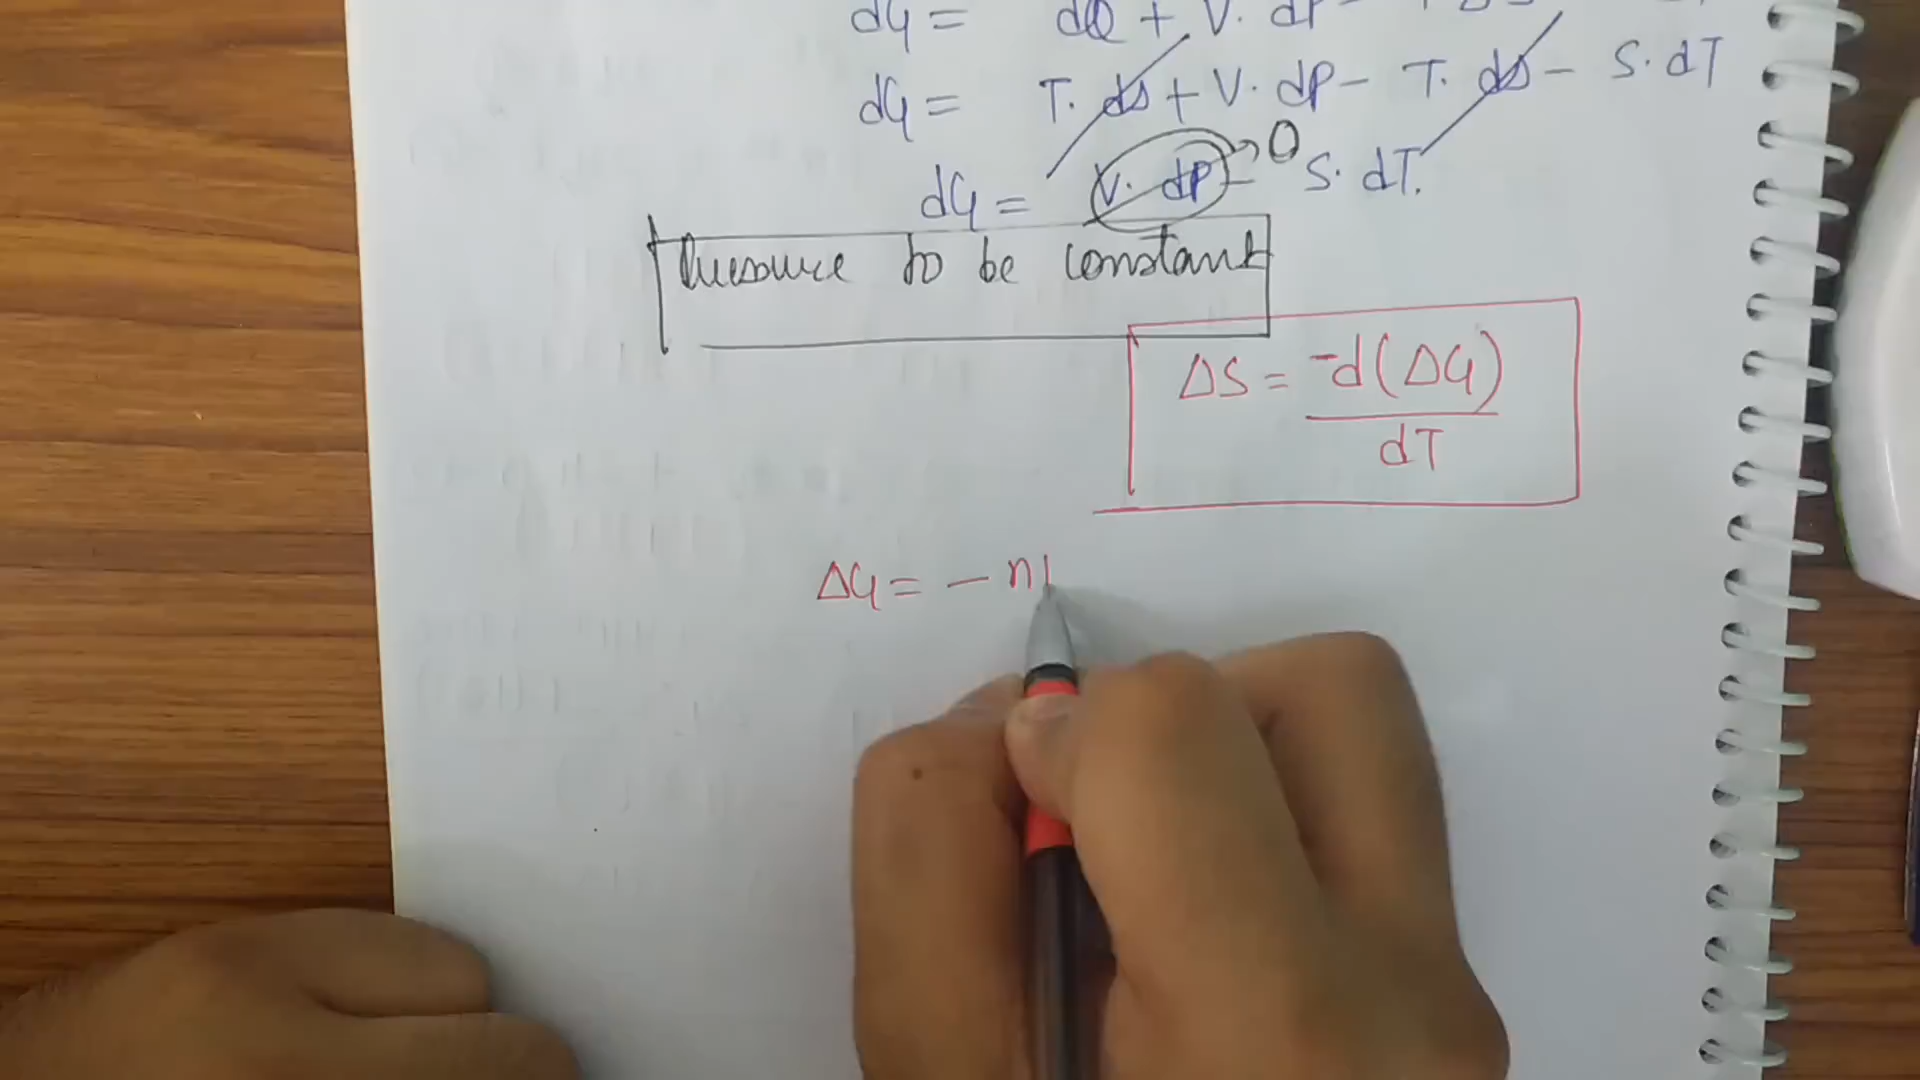 dG = dQ + V. dP -
dG = T. ds + V. dP - T. ds - S. dT
dG = V. dP - S. dT. → 0
Pressure to be constant
ΔS = -d(ΔG)
dT
ΔG = - n